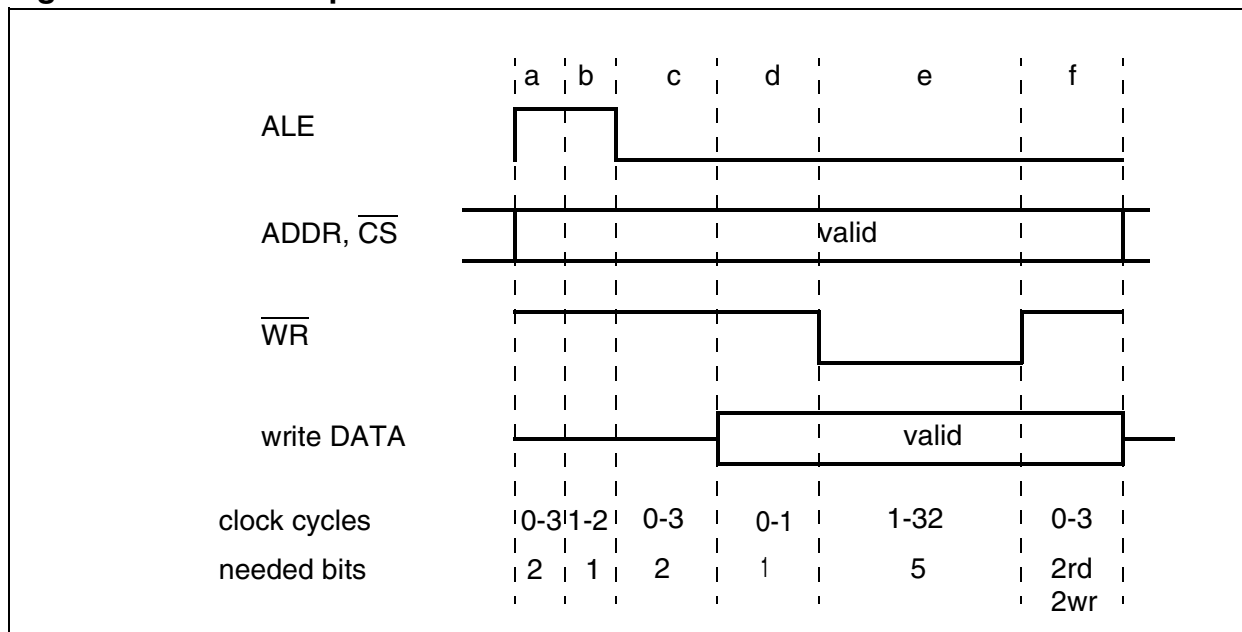 a b c d e f
ALE
ADDR, CS
valid
WR
write DATA
valid
clock cycles 0-3 1-2 0-3 0-1 1-32 0-3
needed bits 2 1 2 1 5 2rd
2wr